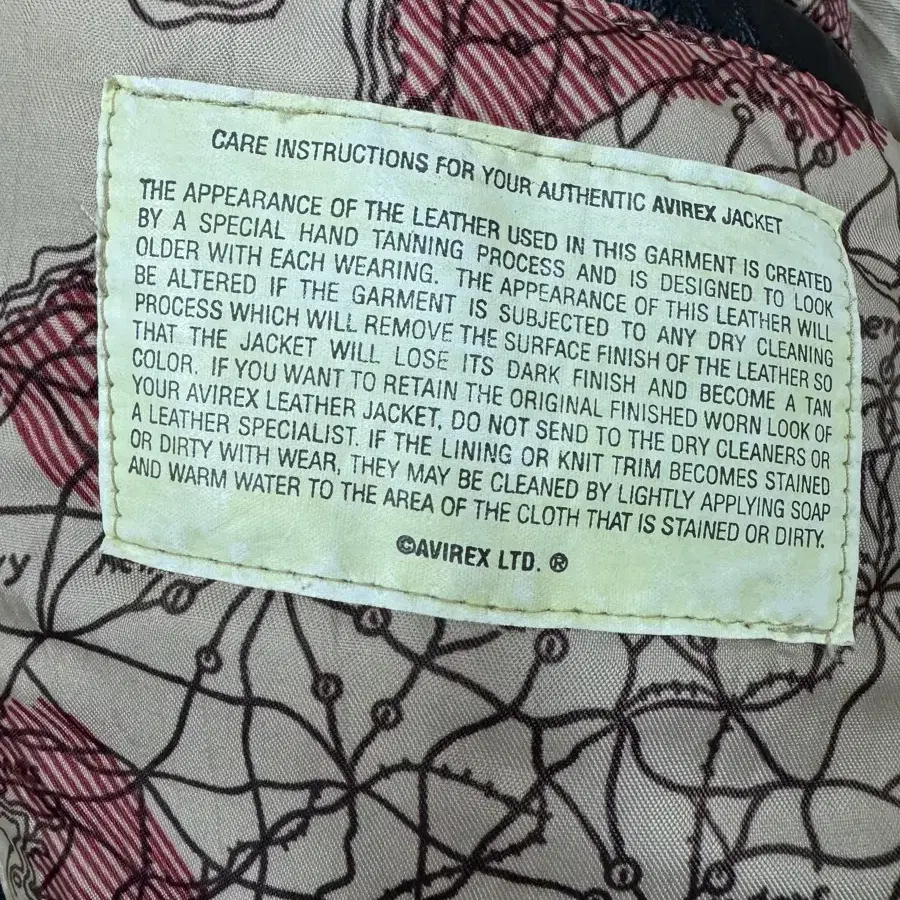 CARE INSTRUCTIONS FOR YOUR AUTHENTIC AVIREX JACKET
THE APPEARANCE OF THE LEATHER USED IN THIS GARMENT IS CREATED
BY A SPECIAL HAND TANNING PROCESS AND IS DESIGNED TO LOOK
OLDER WITH EACH WEARING. THE APPEARANCE OF THIS LEATHER WILL
BE ALTERED IF THE GARMENT IS SUBJECTED TO ANY DRY CLEANING
PROCESS WHICH WILL REMOVE THE SURFACE FINISH OF THE LEATHER SO
THAT THE JACKET WILL LOSE ITS DARK FINISH AND BECOME A TAN
COLOR. IF YOU WANT TO RETAIN THE ORIGINAL FINISHED WORN LOOK OF
YOUR AVIREX LEATHER JACKET, DO NOT SEND TO THE DRY CLEANERS OR
A LEATHER SPECIALIST. IF THE LINING OR KNIT TRIM BECOMES STAINED
OR DIRTY WITH WEAR, THEY MAY BE CLEANED BY LIGHTLY APPLYING SOAP
AND WARM WATER TO THE AREA OF THE CLOTH THAT IS STAINED OR DIRTY.
©AVIREX LTD. ®